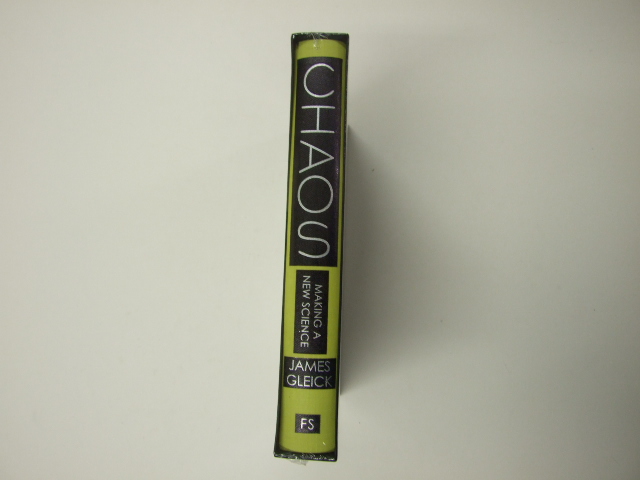 CHAOS
MAKING A
NEW SCIENCE
JAMES
GLEICK
FS